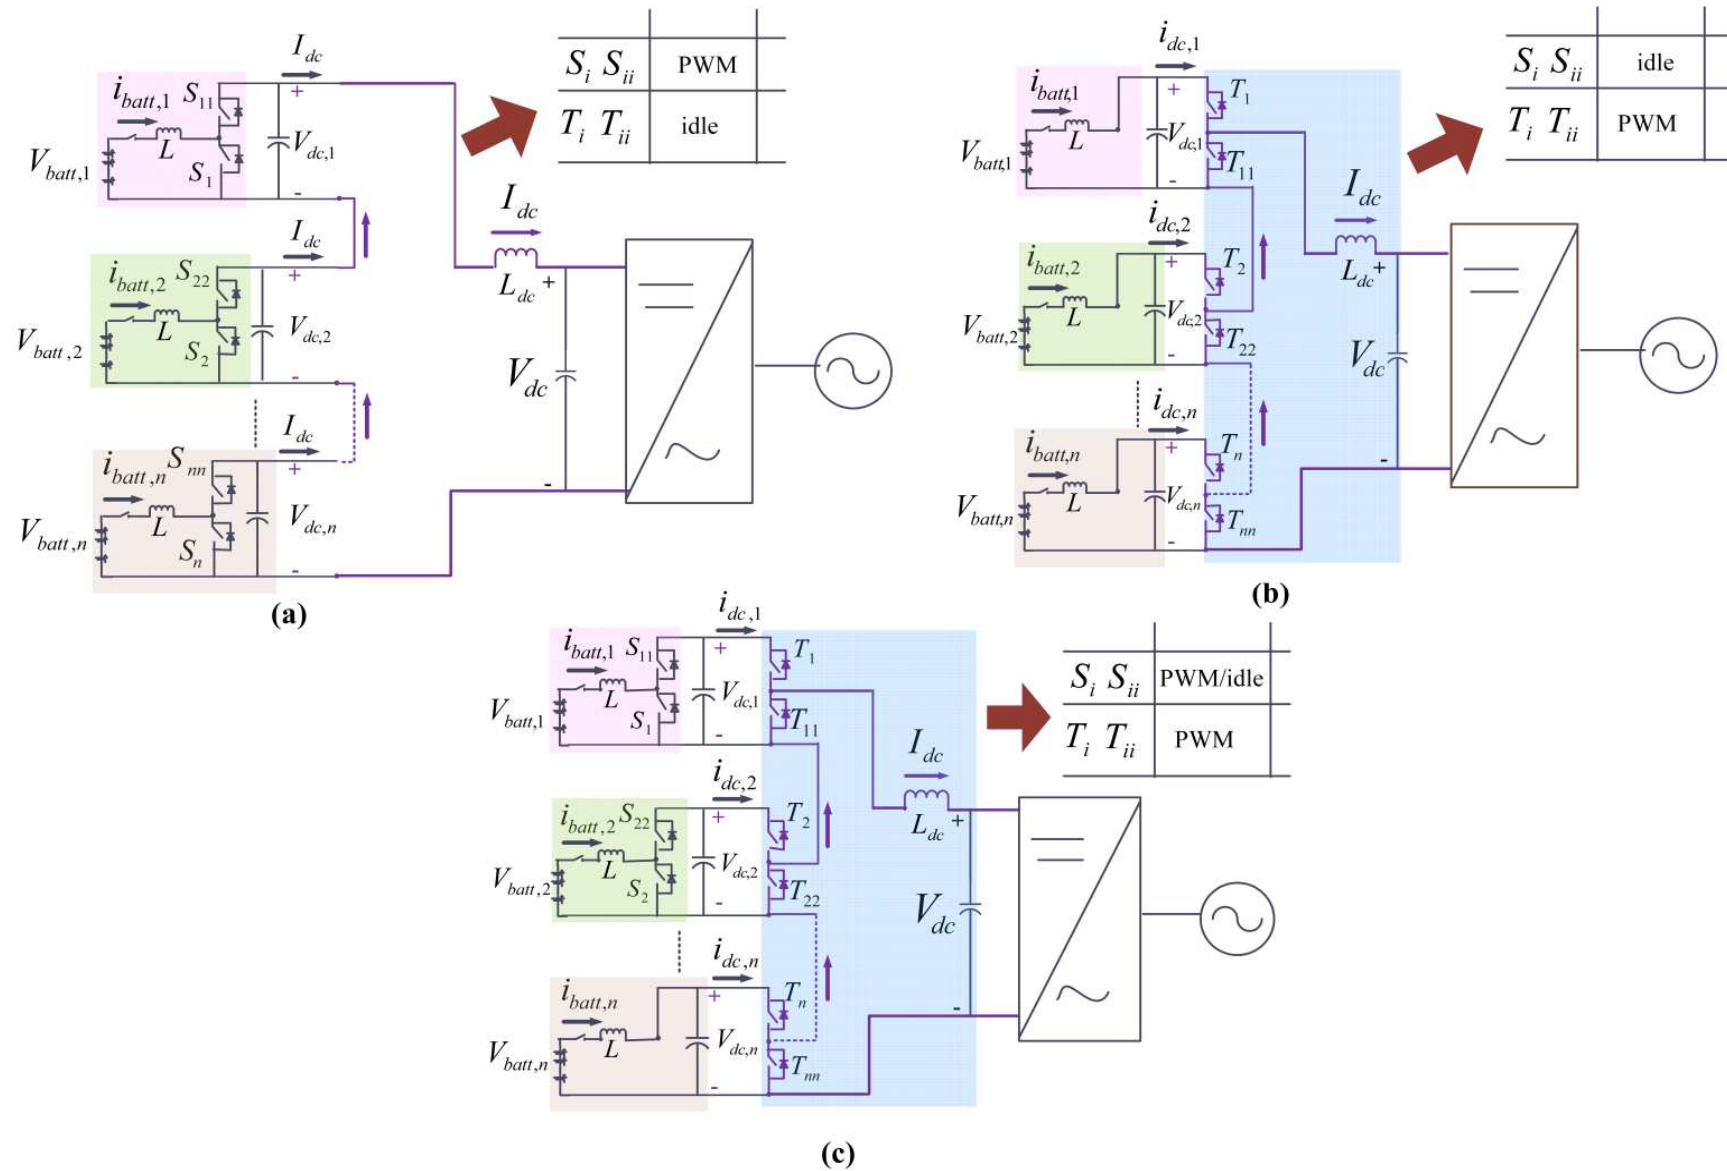 I_dc
S_i S_ii PWM
T_i T_ii idle
i_batt,1
S_11
+
L
V_dc,1
V_batt,1
S_1
-
I_dc
I_dc
i_batt,2
S_22
+
L_dc +
L
V_dc,2
V_batt,2
S_2
-
V_dc
I_dc
i_batt,n
S_nn
+
-
L
V_dc,n
V_batt,n
S_n
-
(a)
i_dc,1
S_i S_ii idle
T_i T_ii PWM
i_batt,1
+
T_1
L
V_dc,1
V_batt,1
T_11
-
I_dc
i_dc,2
i_batt,2
+
T_2
L_dc +
L
V_dc,2
V_batt,2
T_22
-
V_dc
i_dc,n
i_batt,n
+
T_n
-
L
V_dc,n
V_batt,n
T_nn
-
(b)
i_dc,1
i_batt,1
S_11
+
T_1
S_i S_ii PWM/idle
T_i T_ii PWM
L
V_dc,1
V_batt,1
S_1
T_11
-
I_dc
i_dc,2
i_batt,2
S_22
+
T_2
L_dc +
L
V_dc,2
V_batt,2
S_2
T_22
-
V_dc
i_dc,n
i_batt,n
+
T_n
-
L
V_dc,n
V_batt,n
T_nn
-
(c)